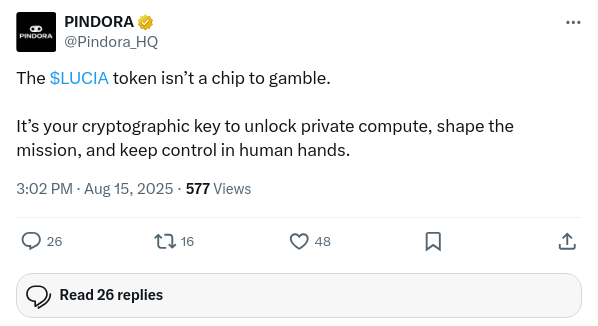 PINDORA
PINDORA
@Pindora_HQ
The $LUCIA token isn’t a chip to gamble.
It’s your cryptographic key to unlock private compute, shape the
mission, and keep control in human hands.
3:02 PM · Aug 15, 2025 · 577 Views
26
16
48
Read 26 replies